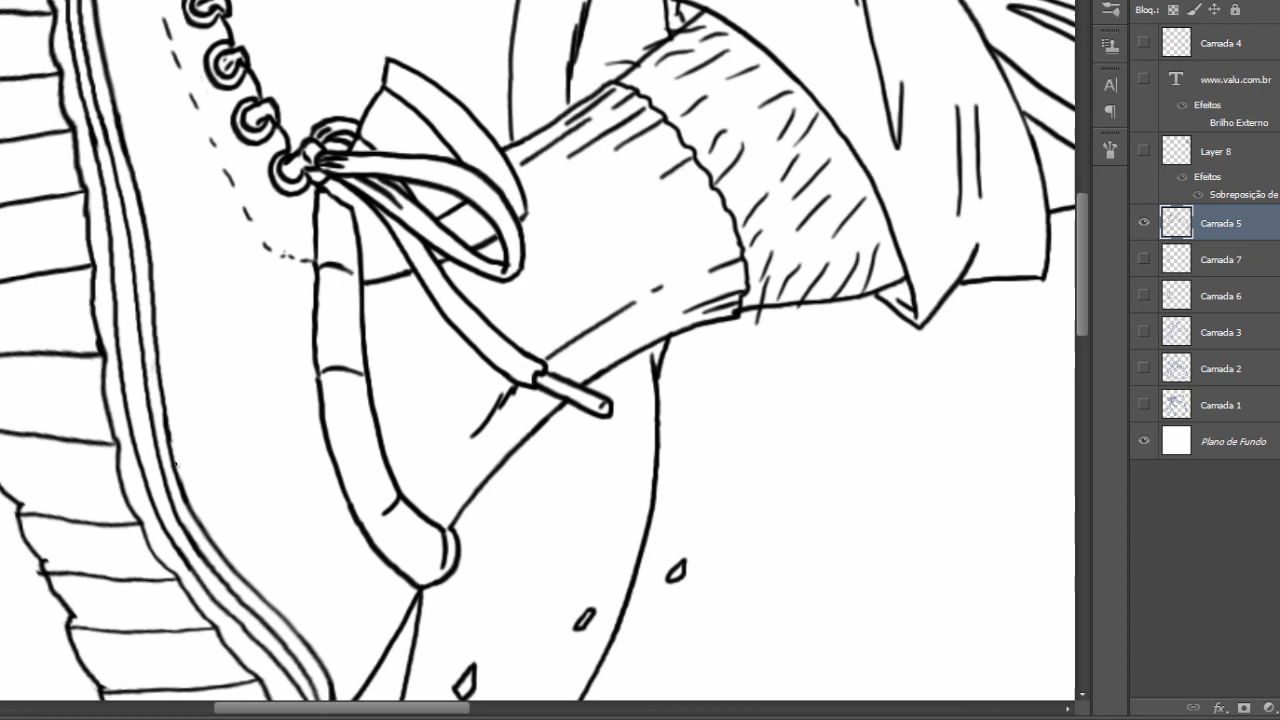 Bloq.:
Camada 4
T www.valu.com.br
Efeitos
Brilho Externo
Layer 8
Efeitos
Sobreposição de
Camada 5
Camada 7
Camada 6
Camada 3
Camada 2
Camada 1
Plano de Fundo
A
fx